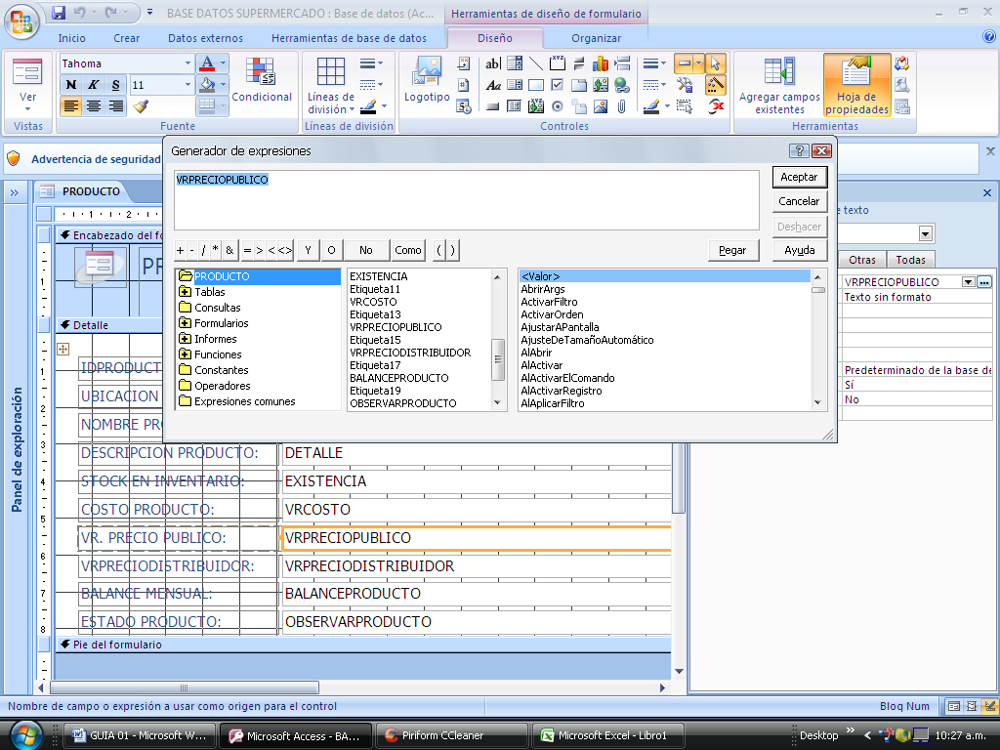 BASE DATOS SUPERMERCADO : Base de datos (Ac...
Herramientas de diseño de formulario
Inicio
Crear
Datos externos
Herramientas de base de datos
Diseño
Organizar
Ver
Vistas
Tahoma
N K S 11
Condicional
Fuente
Líneas de división
Líneas de división
Logotipo
ab|
Aa
Controles
Agregar campos existentes
Hoja de propiedades
Herramientas
Advertencia de seguridad
Generador de expresiones
VRPRECIOPUBLICO
Aceptar
Cancelar
Deshacer
Ayuda
+ - / * & = > < <> Y O No Como ( ) Pegar
PRODUCTO
Tablas
Consultas
Formularios
Informes
Funciones
Constantes
Operadores
Expresiones comunes
EXISTENCIA
Etiqueta11
VRCOSTO
Etiqueta13
VRPRECIOPUBLICO
Etiqueta15
VRPRECIODISTRIBUIDOR
Etiqueta17
BALANCEPRODUCTO
Etiqueta19
OBSERVARPRODUCTO
<Valor>
AbrirArgs
ActivarFiltro
ActivarOrden
AjustarAPantalla
AjusteDeTamañoAutomático
AlAbrir
AlActivar
AlActivarElComando
AlActivarRegistro
AlAplicarFiltro
PRODUCTO
Encabezado del fo
PR
Detalle
IDPRODUCT
UBICACION
NOMBRE PRO
DESCRIPCION PRODUCTO: DETALLE
STOCK EN INVENTARIO: EXISTENCIA
COSTO PRODUCTO: VRCOSTO
VR. PRECIO PUBLICO: VRPRECIOPUBLICO
VRPRECIODISTRIBUIDOR: VRPRECIODISTRIBUIDOR
BALANCE MENSUAL: BALANCEPRODUCTO
ESTADO PRODUCTO: OBSERVARPRODUCTO
Pie del formulario
Panel de exploración
e texto
Otras
Todas
VRPRECIOPUBLICO
Texto sin formato
Predeterminado de la base de
Sí
No
Nombre de campo o expresión a usar como origen para el control
Bloq Num
GUIA 01 - Microsoft W...
Microsoft Access - BA...
Piriform CCleaner
Microsoft Excel - Libro1
Desktop
10:27 a.m.